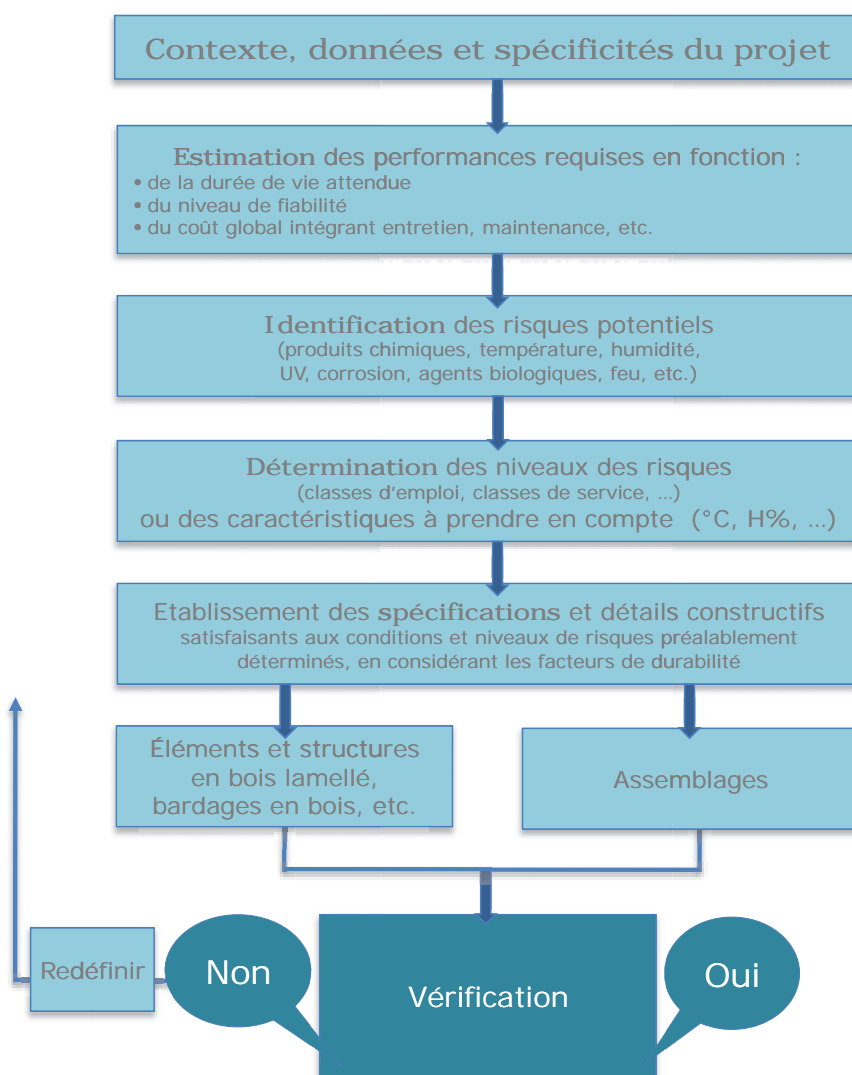 Contexte, données et spécificités du projet
Estimation des performances requises en fonction :
• de la durée de vie attendue
• du niveau de fiabilité
• du coût global intégrant entretien, maintenance, etc.
Identification des risques potentiels
(produits chimiques, température, humidité,
UV, corrosion, agents biologiques, feu, etc.)
Détermination des niveaux des risques
(classes d'emploi, classes de service, ...)
ou des caractéristiques à prendre en compte (°C, H%, ...)
Etablissement des spécifications et détails constructifs
satisfaisants aux conditions et niveaux de risques préalablement
déterminés, en considérant les facteurs de durabilité
Éléments et structures
en bois lamellé,
bardages en bois, etc.
Assemblages
Redéfinir
Non
Vérification
Oui